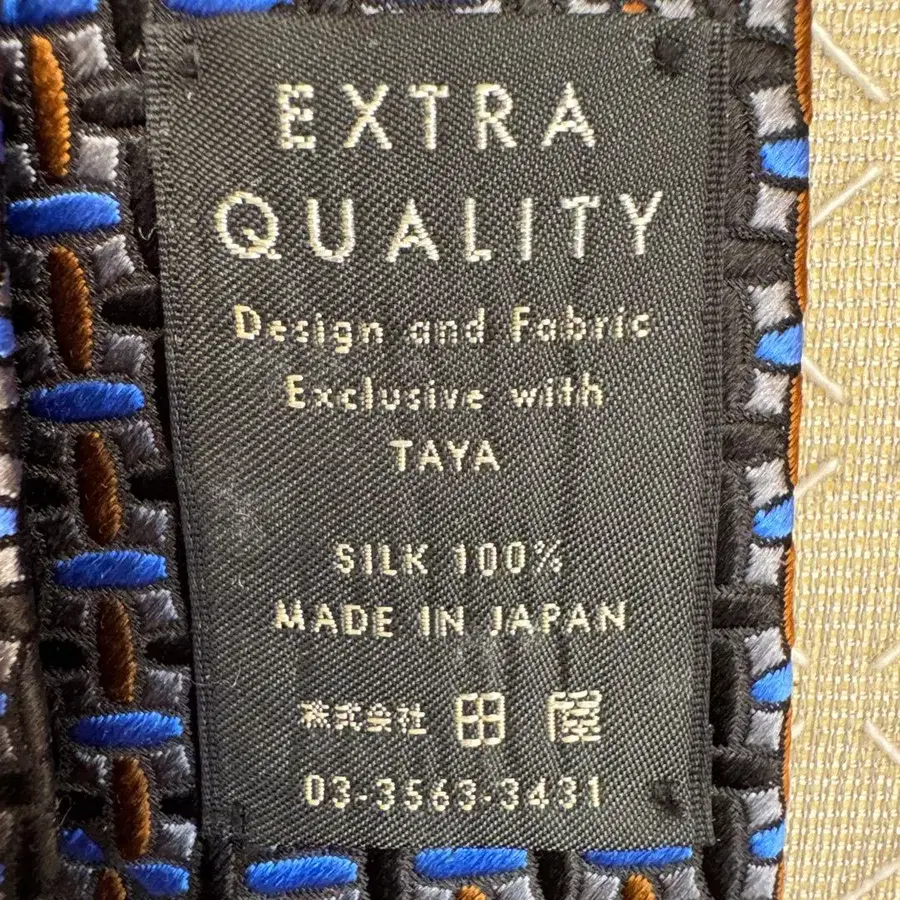 EXTRA
QUALITY
Design and Fabric
Exclusive with
TAYA
SILK 100%
MADE IN JAPAN
株式会社 田屋
03-3563-3431